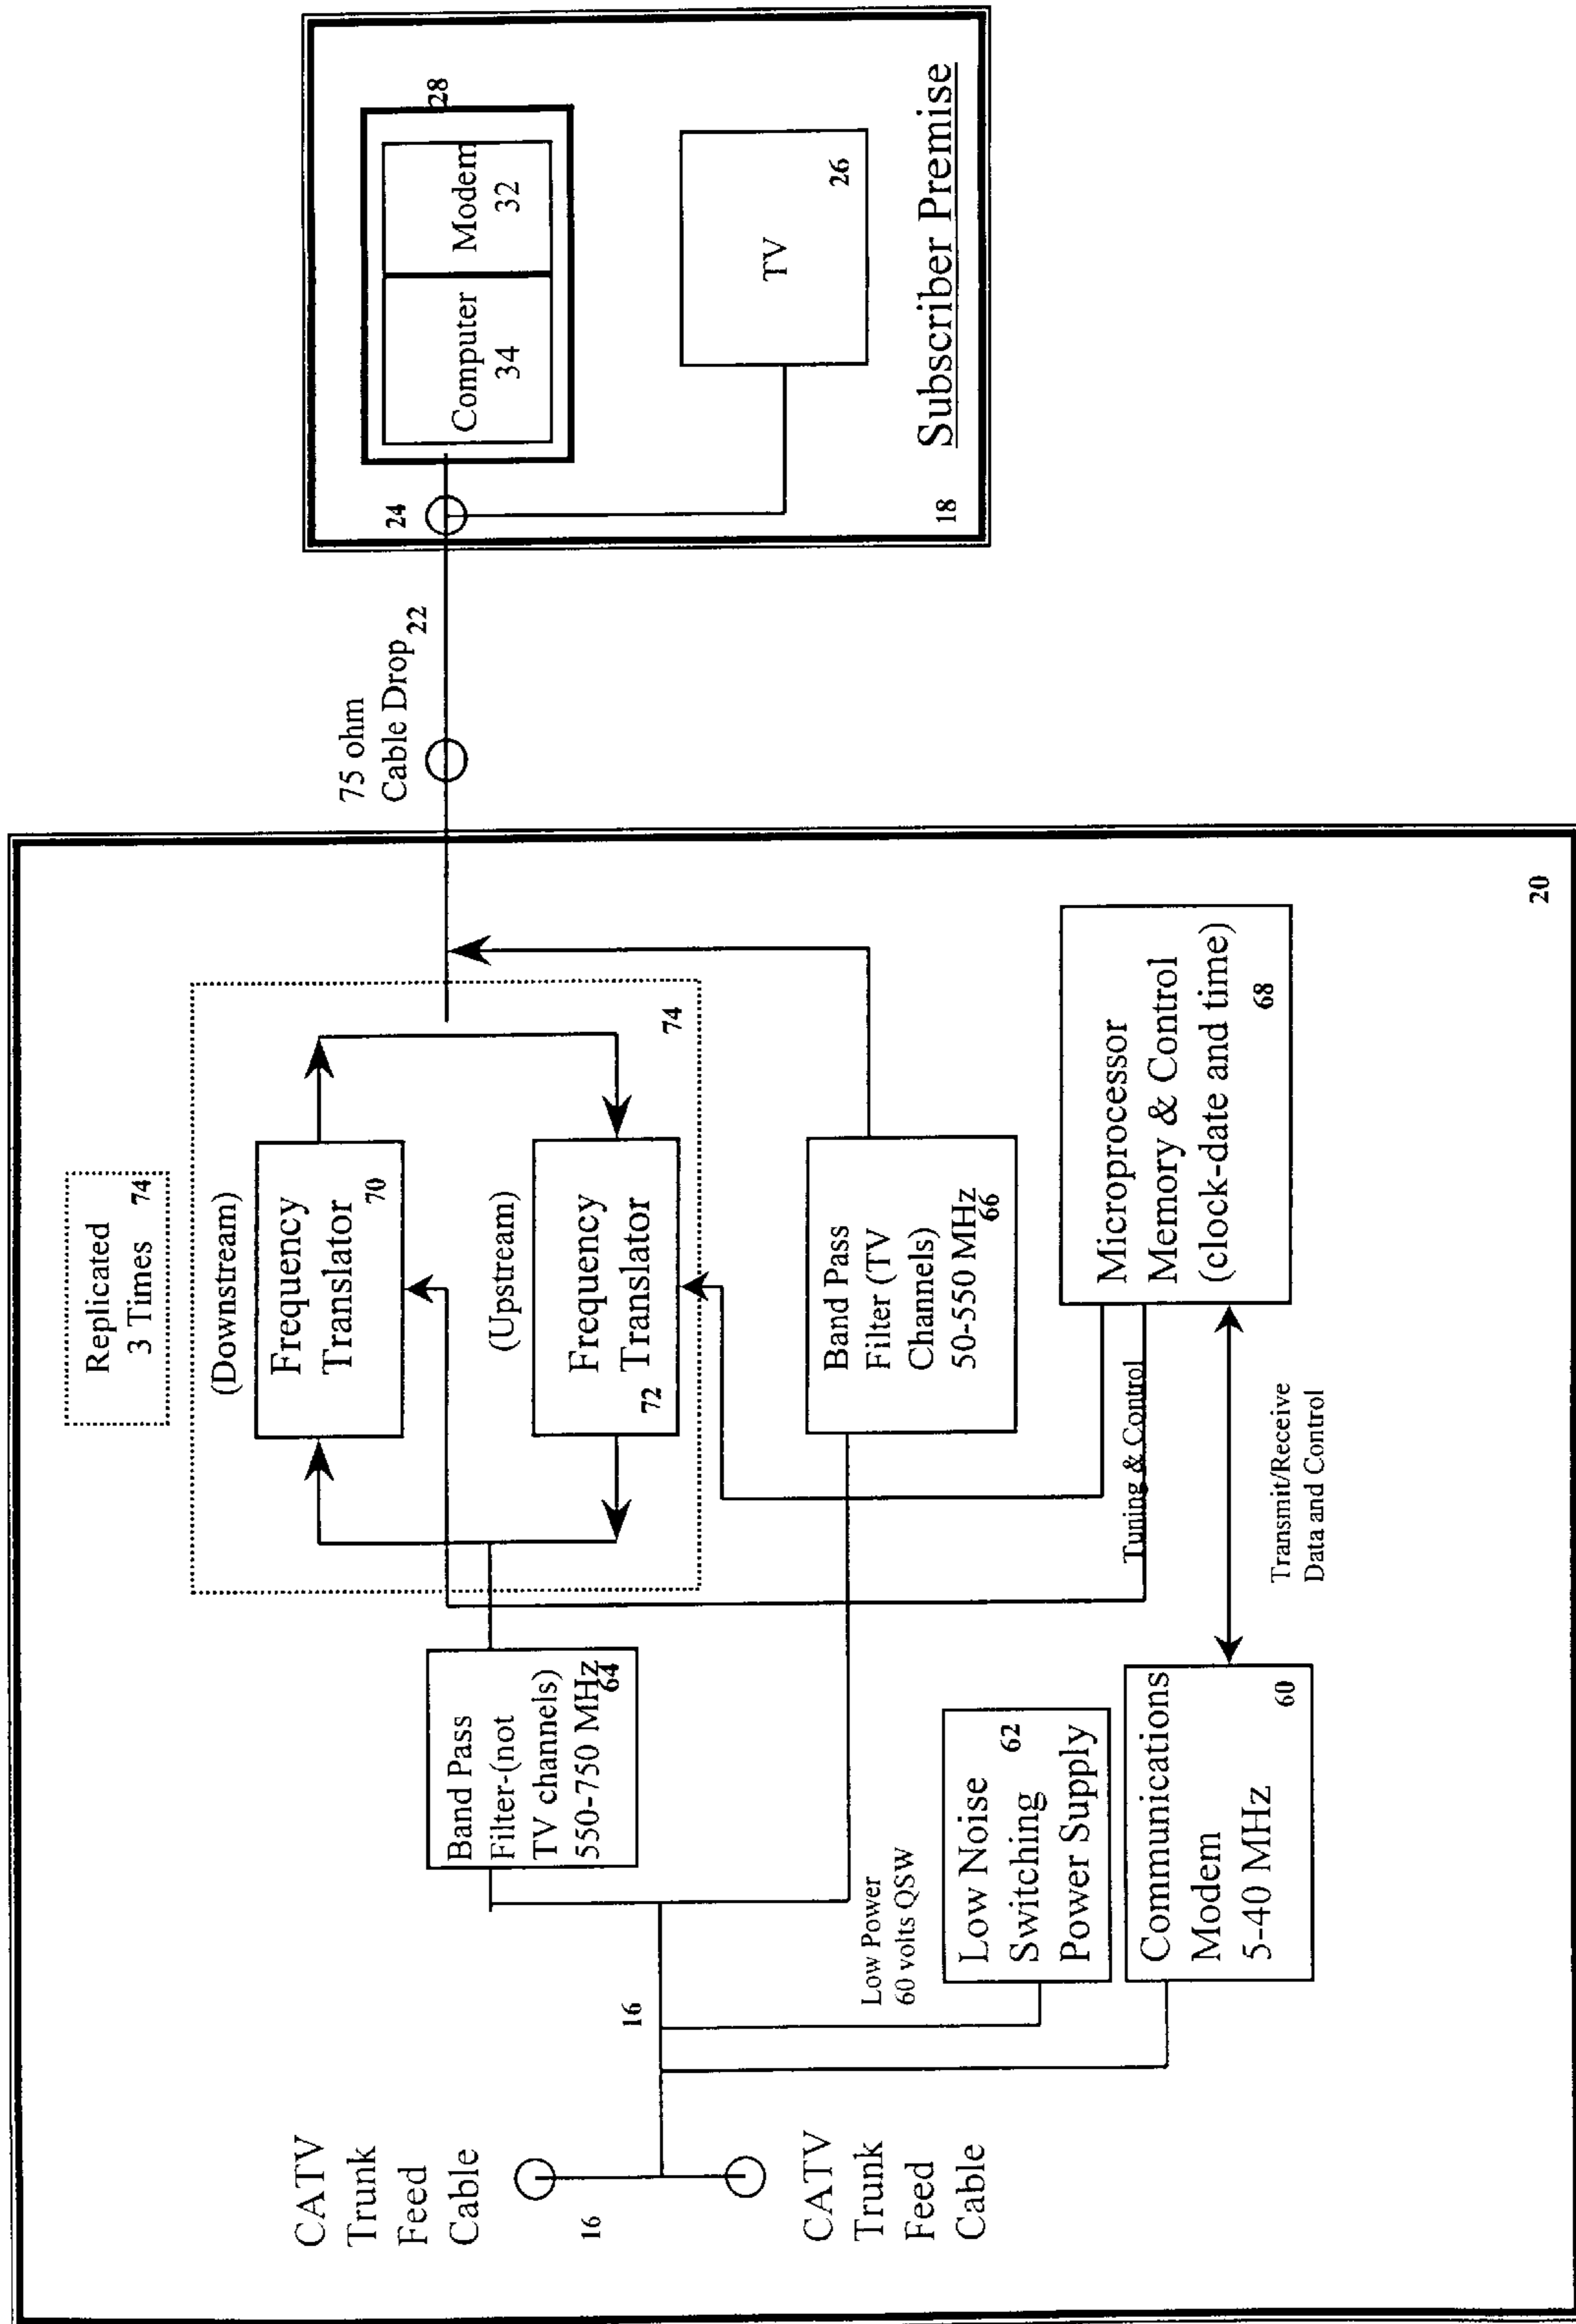 CATV
Trunk
Feed
Cable
16
CATV
Trunk
Feed
Cable
16
Low Power
60 volts QSW
Low Noise
62
Switching
Power Supply
Communications
Modem
60
5-40 MHz
Band Pass
Filter-(not
TV channels)
550-750 MHz
64
Replicated
3 Times 74
(Downstream)
Frequency
Translator
70
(Upstream)
Frequency
Translator
72
74
Band Pass
Filter (TV
Channels)
50-550 MHz
66
Tuning & Control
Transmit/Receive
Data and Control
Microprocessor
Memory & Control
(clock-date and time)
68
20
75 ohm
Cable Drop
22
24
28
Computer
34
Modem
32
TV
26
18
Subscriber Premise